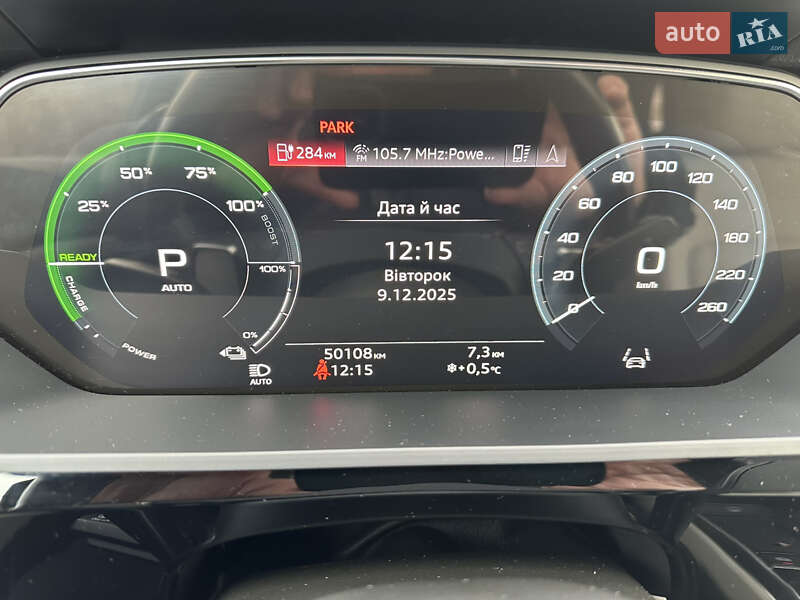 auto RIA.com
PARK
284 KM FM 105.7 MHz:Powe...
25% 50% 75% 100%
BOOST
READY
CHARGE
P
AUTO
POWER
100%
0%
AUTO
Дата й час
12:15
Вівторок
9.12.2025
50108 км 7,3 км
12:15 +0,5°C
0 20 40 60 80 100 120 140 180 220 260
0